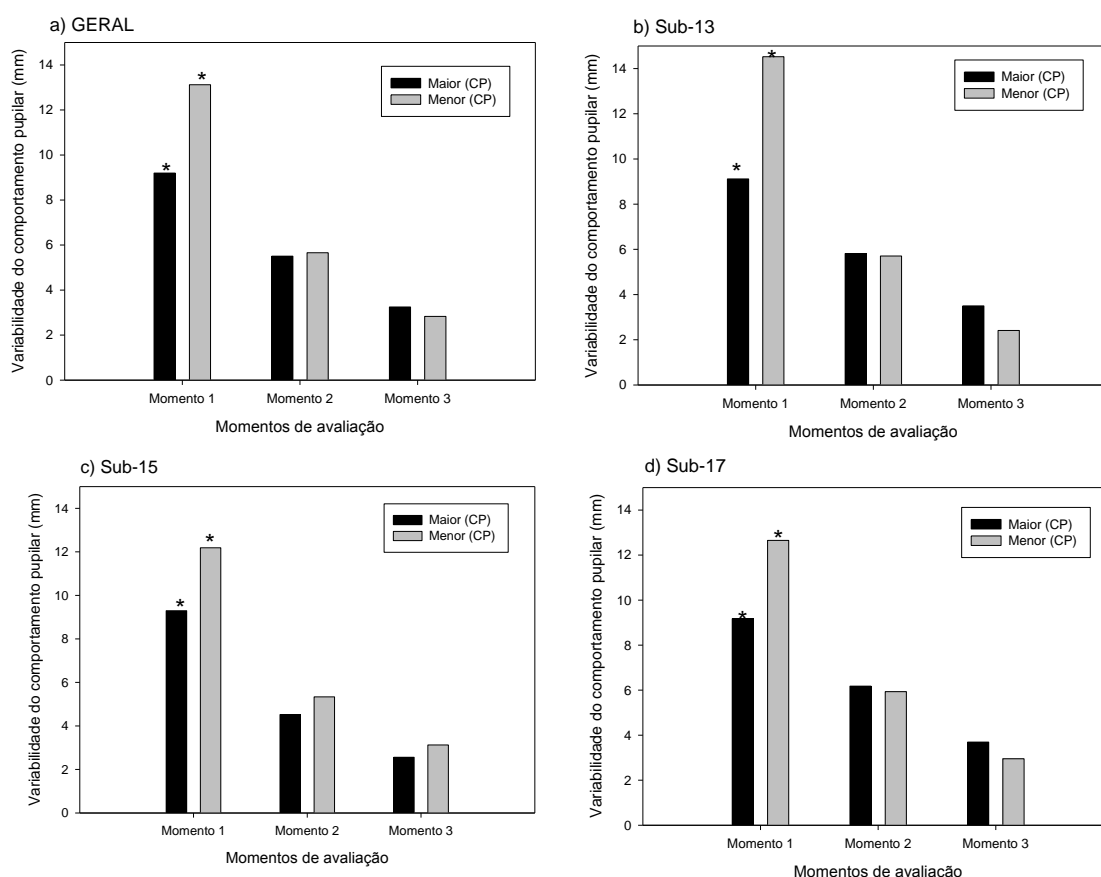 a) GERAL
Variabilidade do comportamento pupilar (mm)
14
12
10
8
6
4
2
0
*
*
Maior (CP)
Menor (CP)
Momento 1
Momento 2
Momento 3
Momentos de avaliação
b) Sub-13
Variabilidade do comportamento pupilar (mm)
14
12
10
8
6
4
2
0
*
*
Maior (CP)
Menor (CP)
Momento 1
Momento 2
Momento 3
Momentos de avaliação
c) Sub-15
Variabilidade do comportamento pupilar (mm)
14
12
10
8
6
4
2
0
*
*
Maior (CP)
Menor (CP)
Momento 1
Momento 2
Momento 3
Momentos de avaliação
d) Sub-17
Variabilidade do comportamento pupilar (mm)
14
12
10
8
6
4
2
0
*
*
Maior (CP)
Menor (CP)
Momento 1
Momento 2
Momento 3
Momentos de avaliação